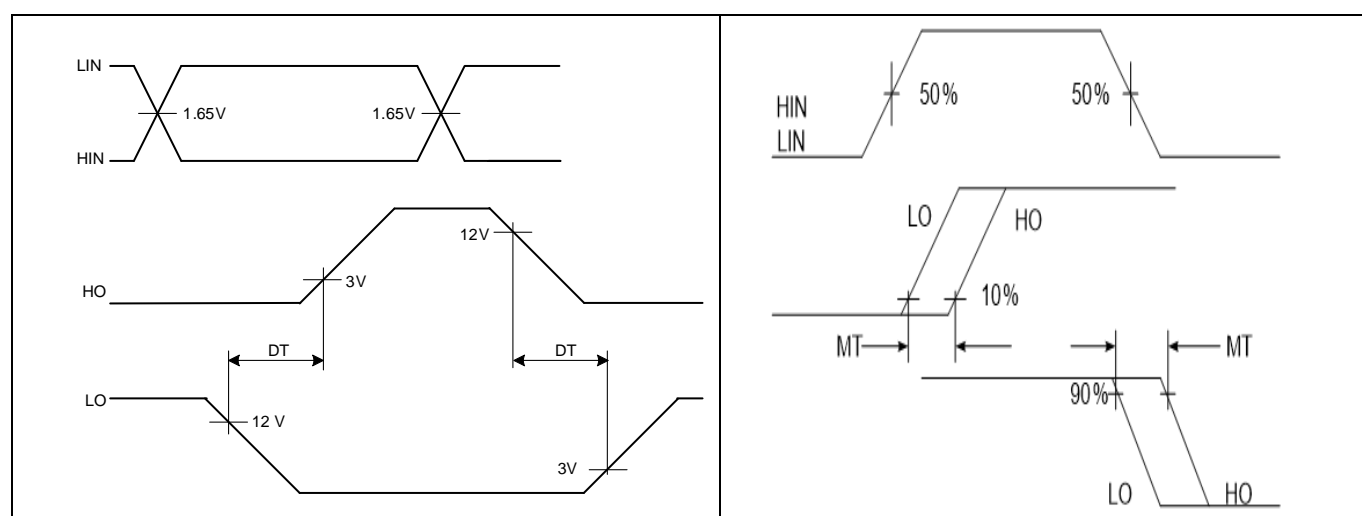 LIN
1.65V
1.65V
HIN
12V
3V
HO
DT
DT
LO
12 V
3V
50%
50%
HIN
LIN
LO
HO
10%
MT
MT
90%
LO
HO